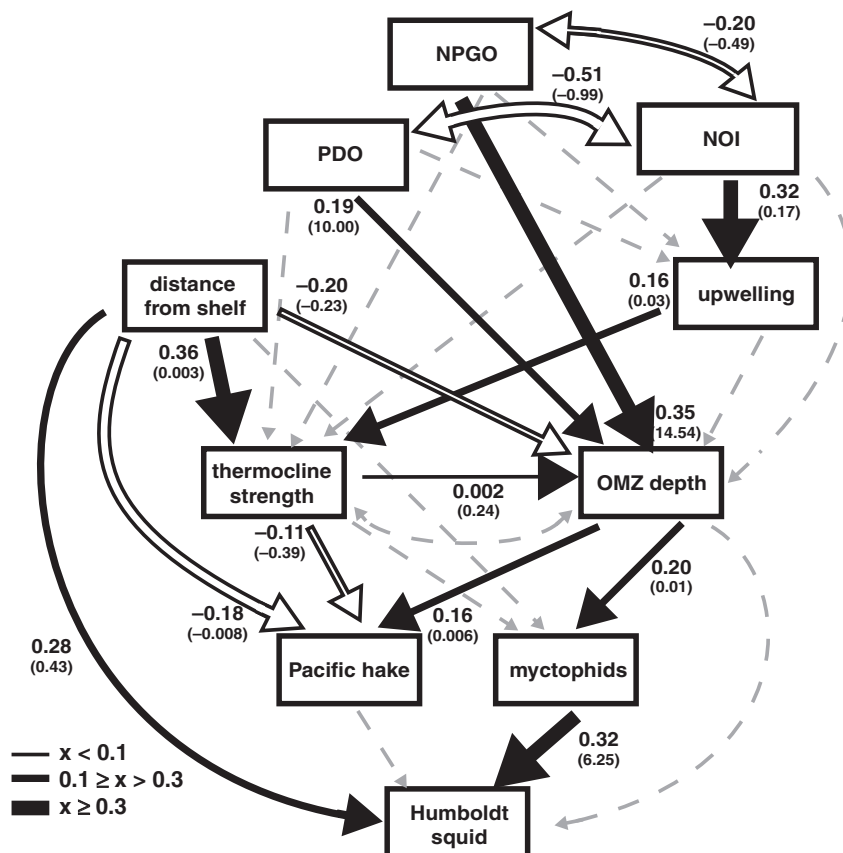 NPGO
−0.20
(−0.49)
−0.51
(−0.99)
PDO
NOI
0.19
(10.00)
0.32
(0.17)
distance
from shelf
−0.20
(−0.23)
0.16
(0.03)
upwelling
0.36
(0.003)
0.35
(14.54)
thermocline
strength
0.002
(0.24)
OMZ depth
−0.11
(−0.39)
0.20
(0.01)
−0.18
(−0.008)
0.16
(0.006)
0.28
(0.43)
Pacific hake
myctophids
0.32
(6.25)
x < 0.1
0.1 ≥ x > 0.3
x ≥ 0.3
Humboldt
squid